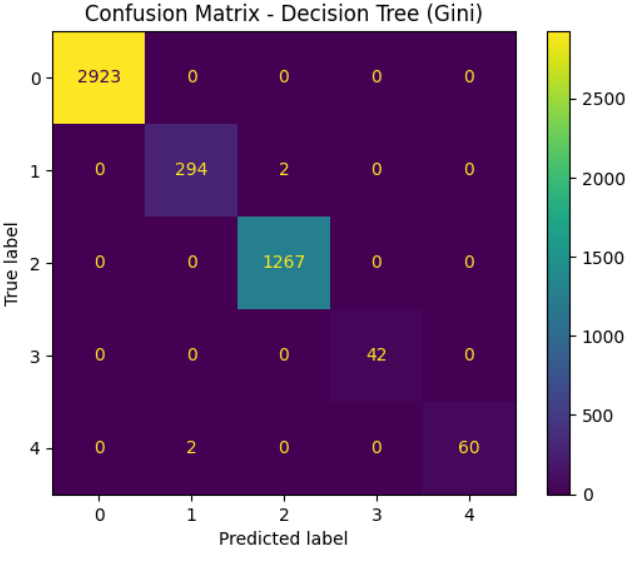 Confusion Matrix - Decision Tree (Gini)
0 2923 0 0 0 0
1 0 294 2 0 0
2 0 0 1267 0 0
3 0 0 0 42 0
4 0 2 0 0 60
0 1 2 3 4
Predicted label
True label
2500
2000
1500
1000
500
0